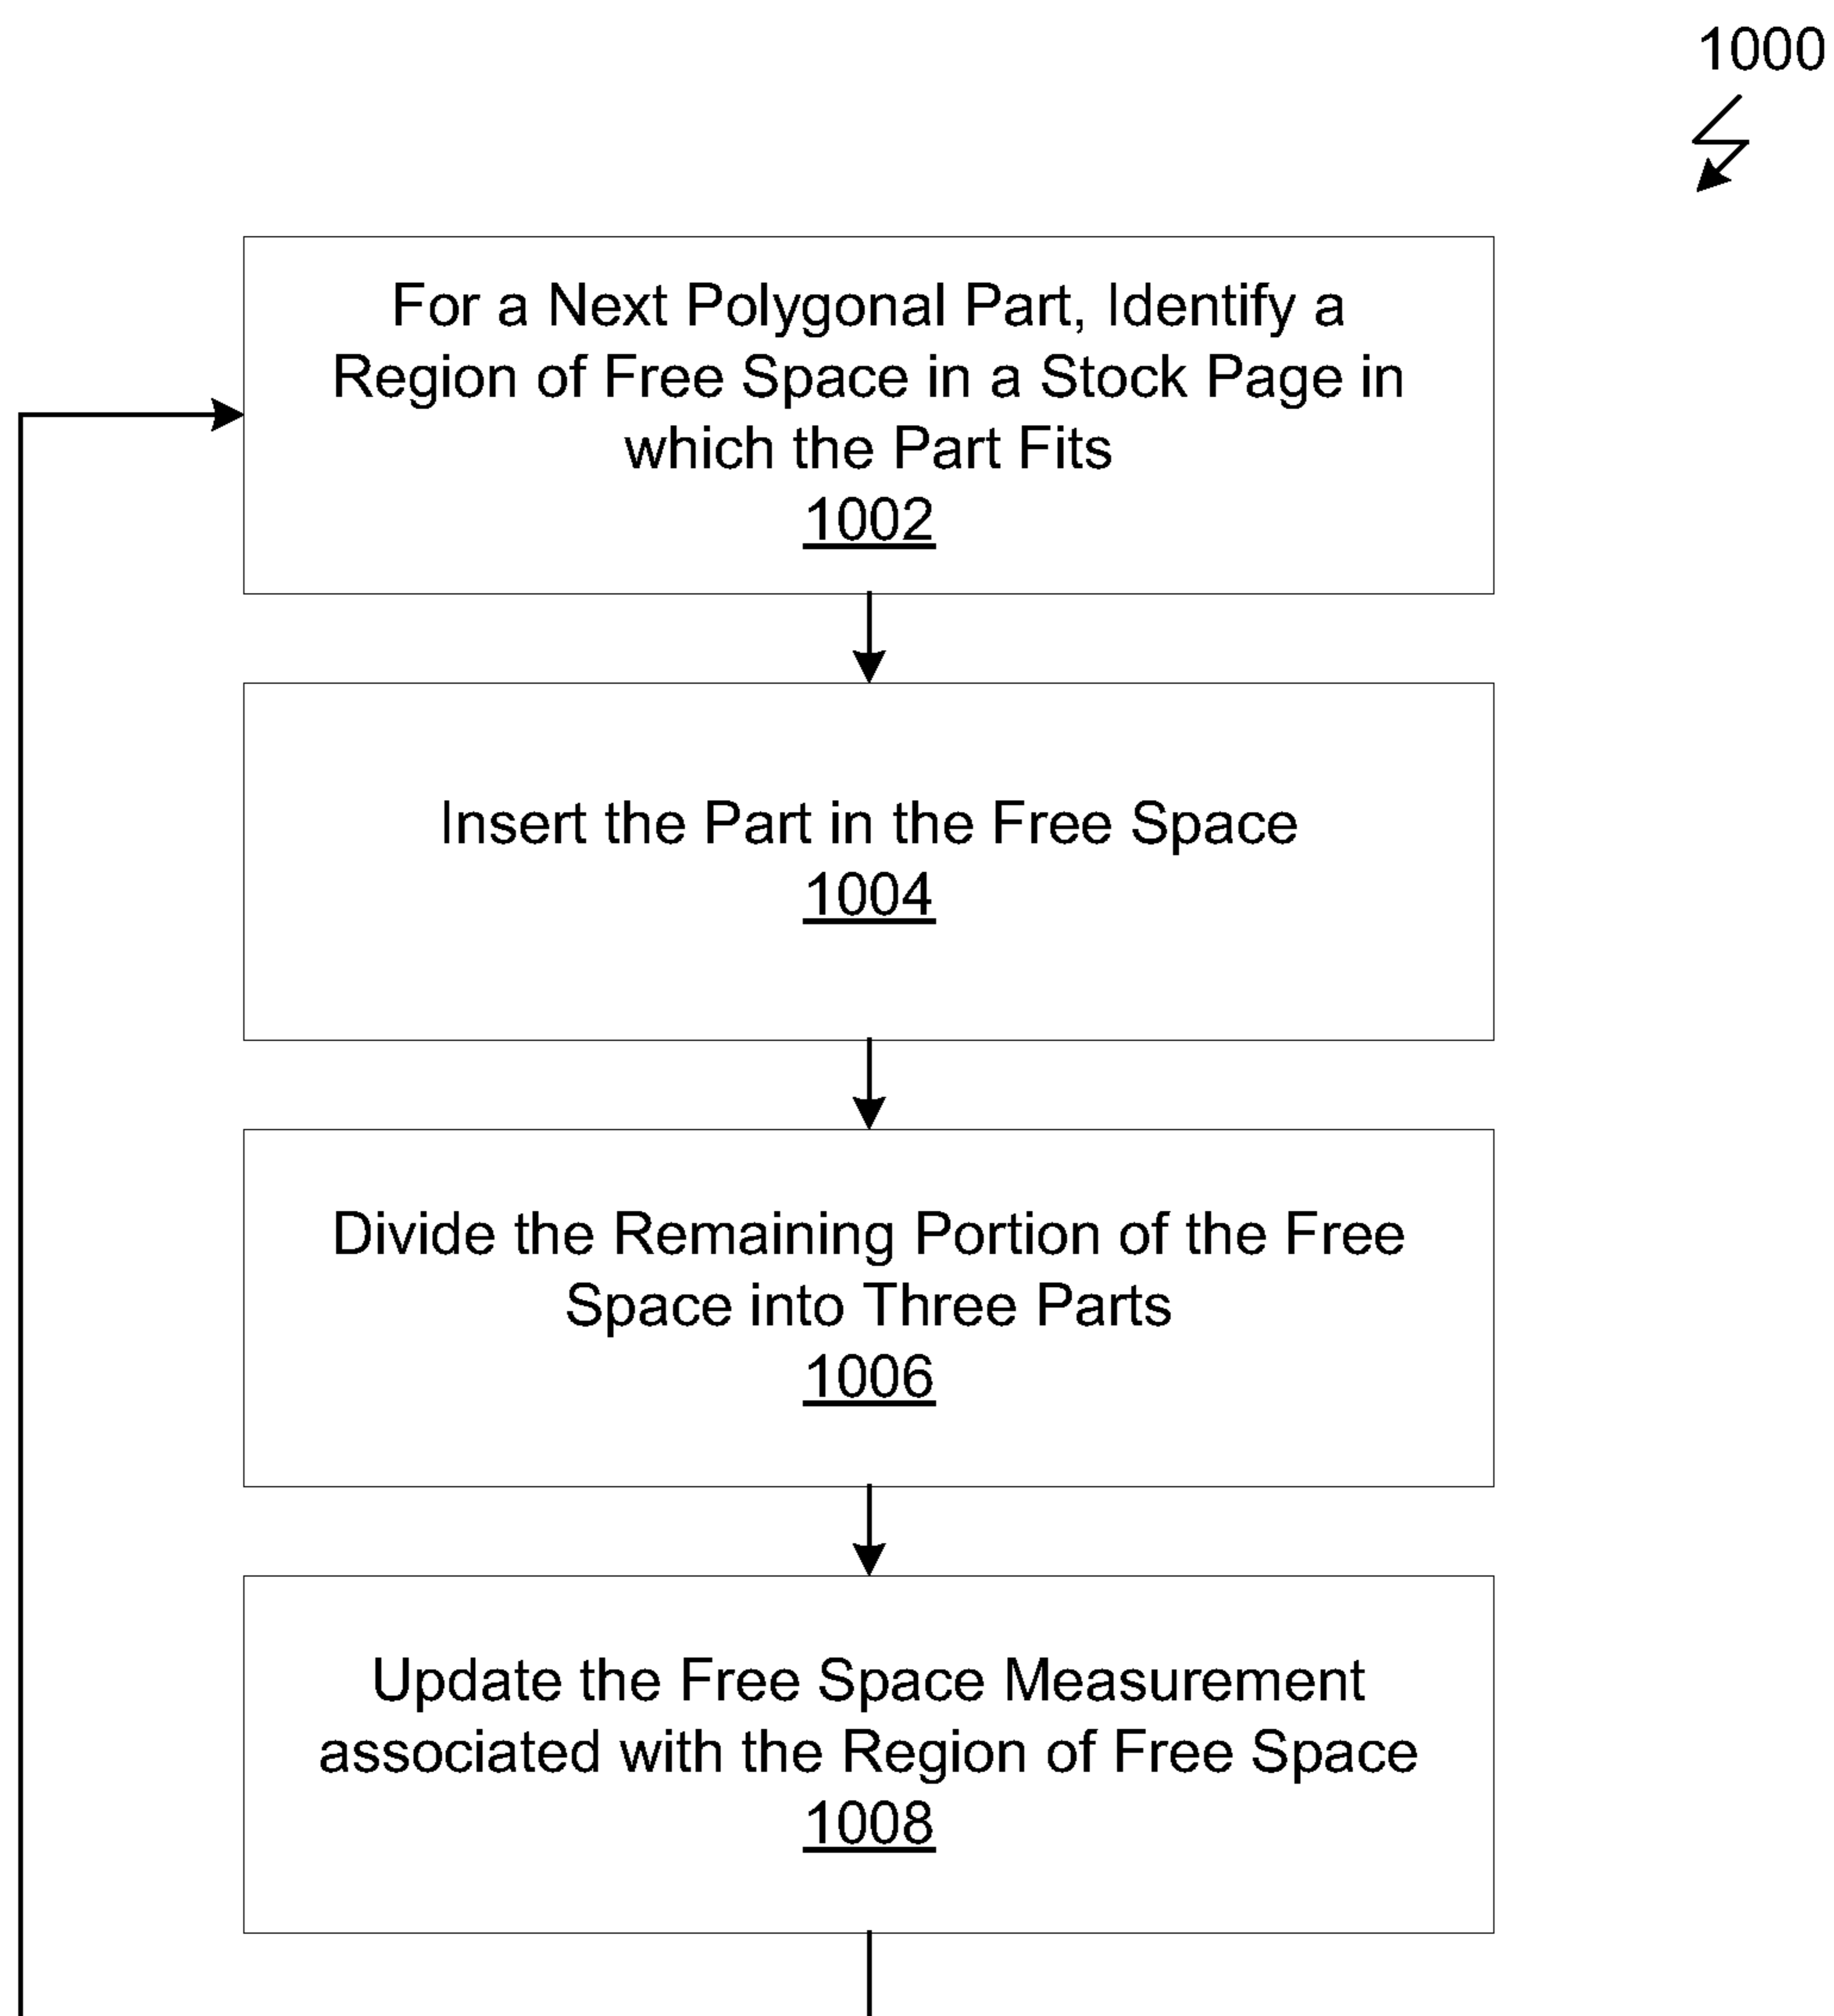 1000
For a Next Polygonal Part, Identify a
Region of Free Space in a Stock Page in
which the Part Fits
1002
Insert the Part in the Free Space
1004
Divide the Remaining Portion of the Free
Space into Three Parts
1006
Update the Free Space Measurement
associated with the Region of Free Space
1008